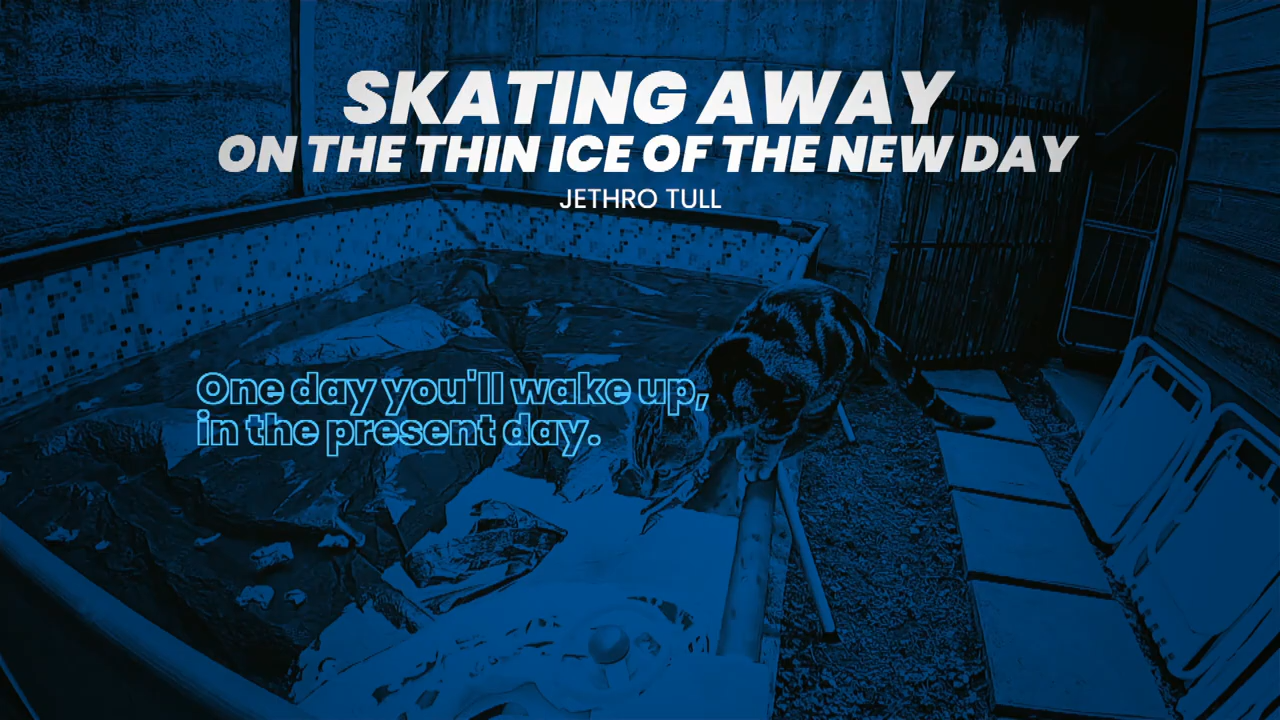 SKATING AWAY
ON THE THIN ICE OF THE NEW DAY
JETHRO TULL
One day you'll wake up,
in the present day.